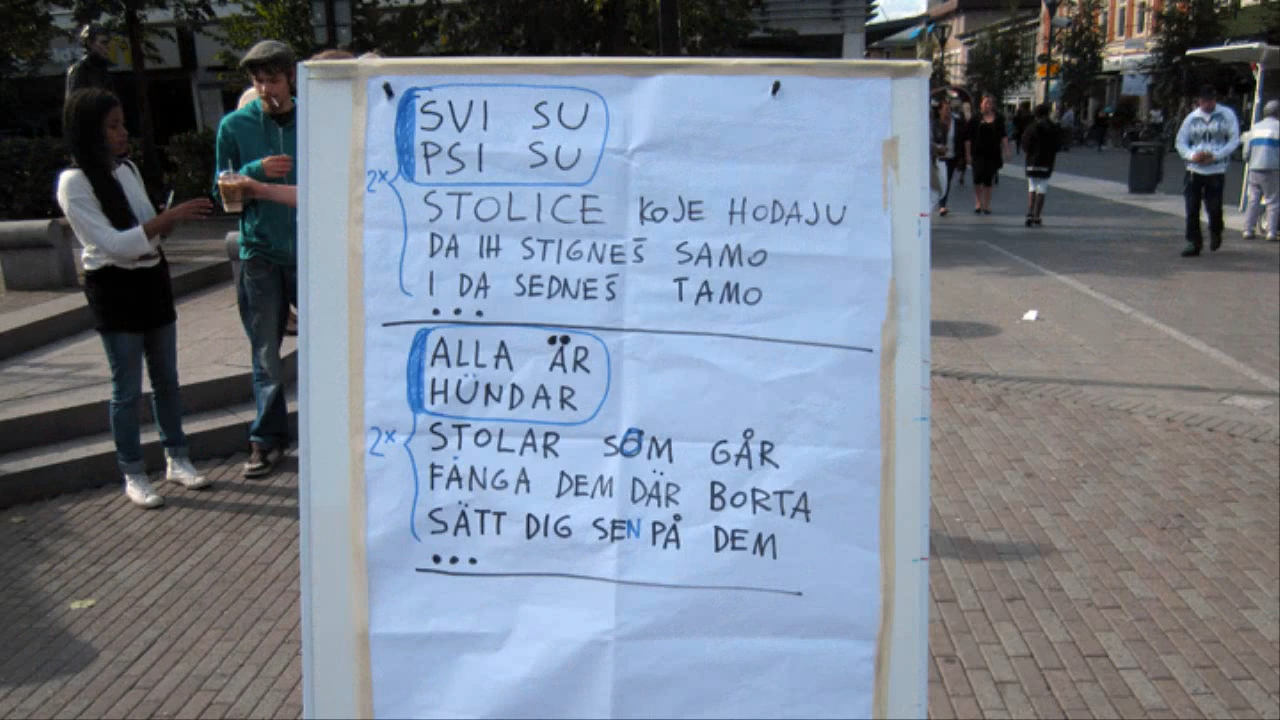 SVI SU
PSI SU
2x
STOLICE KOJE HODAJU
DA IH STIGNEŠ SAMO
I DA SEDNEŠ TAMO
...
ALLA ÄR
HÜNDAR
2x
STOLAR SOM GÅR
FÅNGA DEM DÄR BORTA
SÄTT DIG SEN PÅ DEM
...